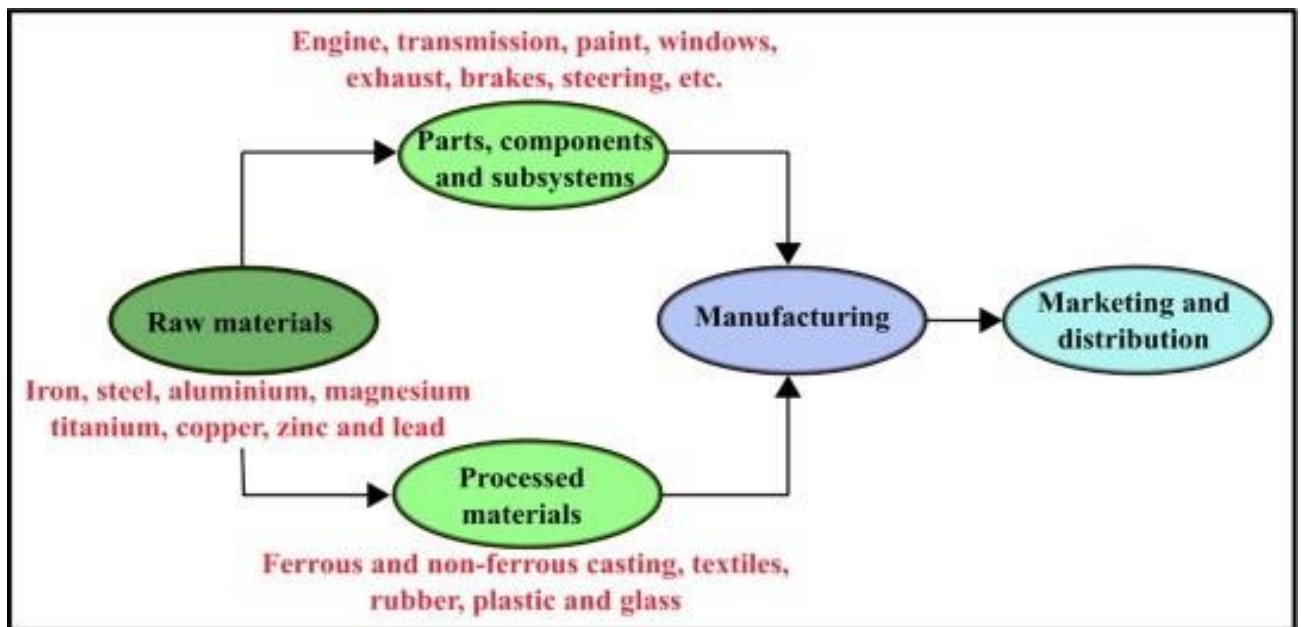 Engine, transmission, paint, windows,
exhaust, brakes, steering, etc.
Parts, components
and subsystems
Raw materials
Manufacturing
Marketing and
distribution
Iron, steel, aluminium, magnesium
titanium, copper, zinc and lead
Processed
materials
Ferrous and non-ferrous casting, textiles,
rubber, plastic and glass